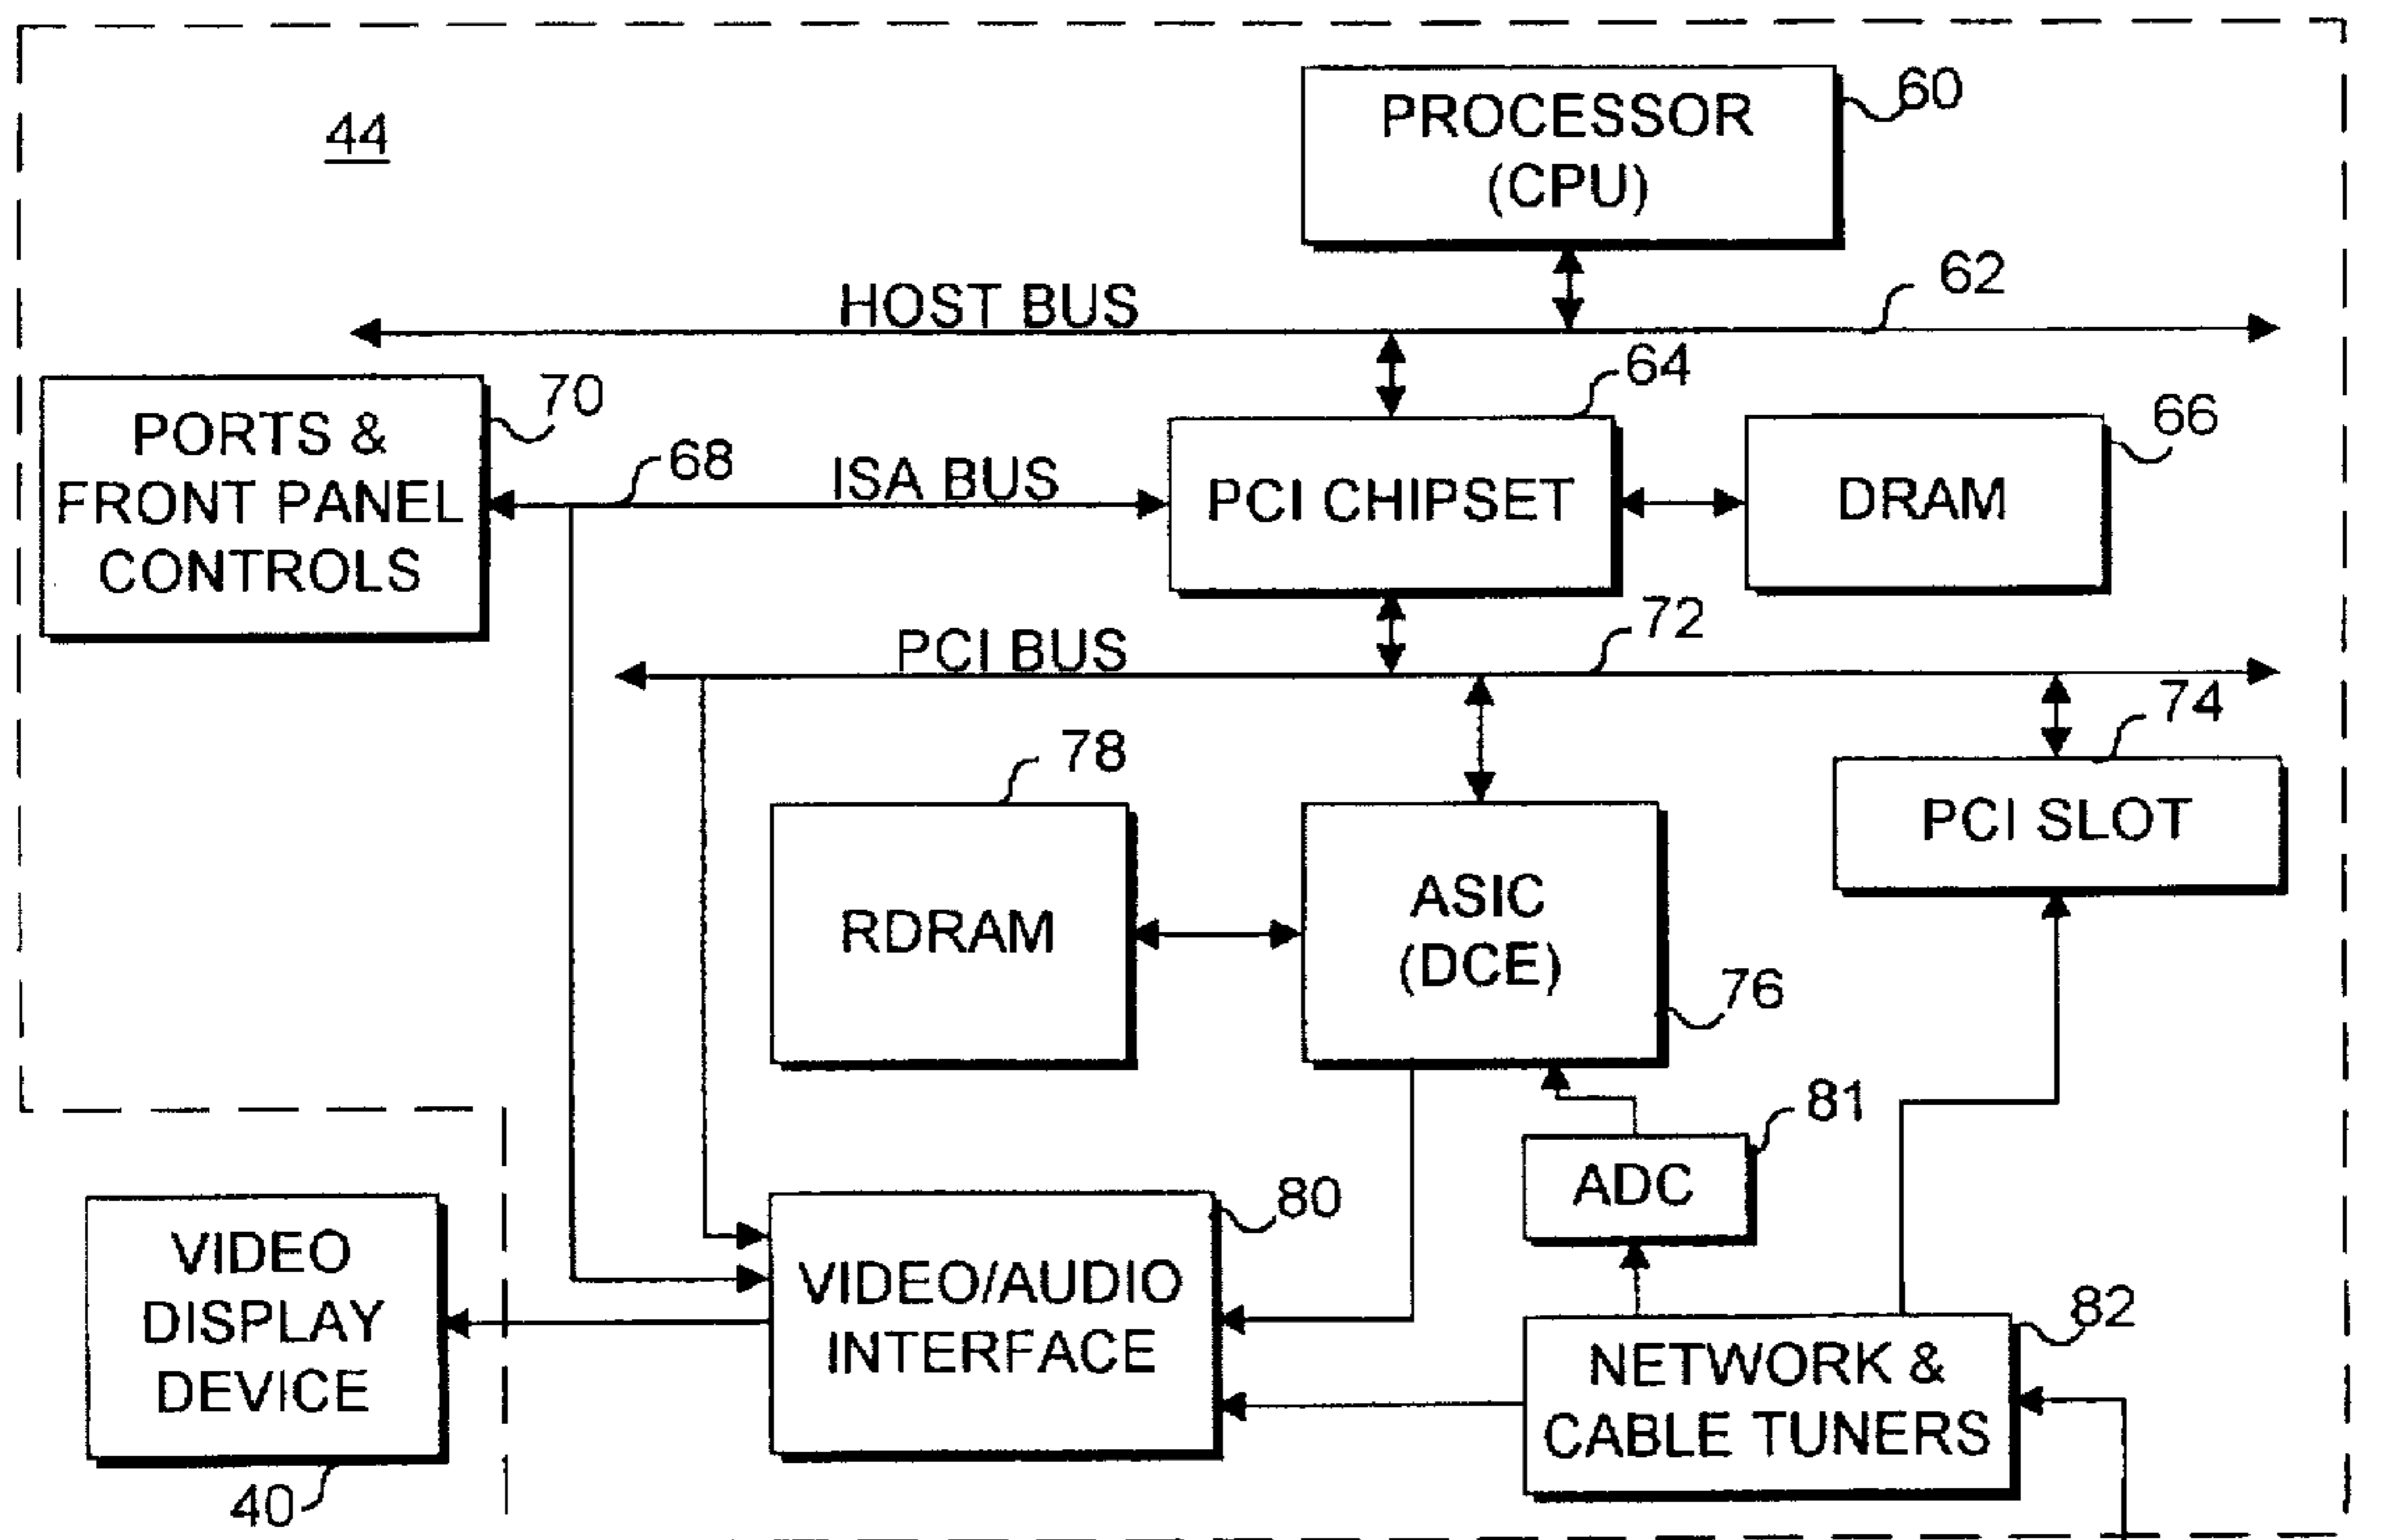 44
PROCESSOR
(CPU)
60
HOST BUS
62
64
PORTS &
FRONT PANEL
CONTROLS
70
68
ISA BUS
PCI CHIPSET
DRAM
66
PCI BUS
72
74
PCI SLOT
78
RDRAM
ASIC
(DCE)
76
81
ADC
80
VIDEO/AUDIO
INTERFACE
VIDEO
DISPLAY
DEVICE
40
82
NETWORK &
CABLE TUNERS